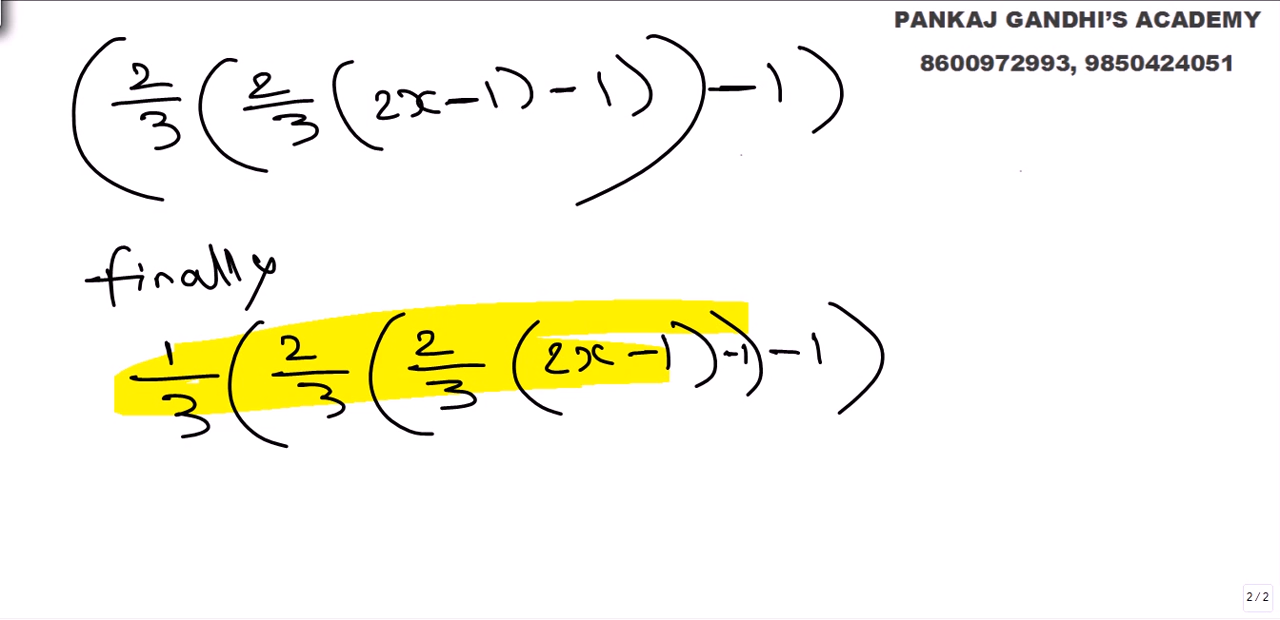 PANKAJ GANDHI'S ACADEMY
8600972993, 9850424051
(2/3(2/3(2x-1)-1))-1)
finally
1/3(2/3(2/3(2x-1)-1)-1)
2 / 2